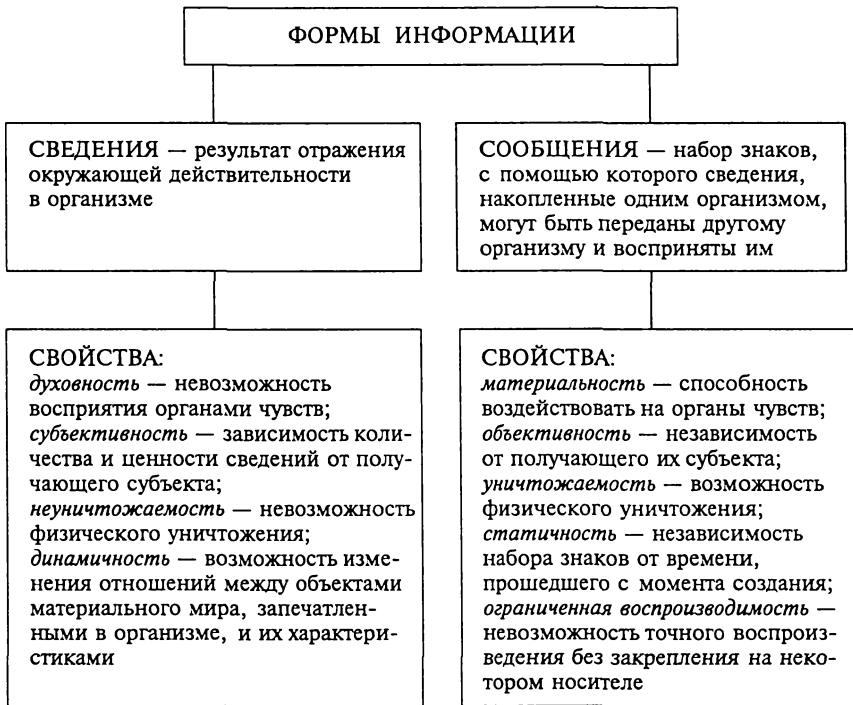 ФОРМЫ ИНФОРМАЦИИ
СВЕДЕНИЯ — результат отражения
окружающей действительности
в организме
СООБЩЕНИЯ — набор знаков,
с помощью которого сведения,
накопленные одним организмом,
могут быть переданы другому
организму и восприняты им
СВОЙСТВА:
духовность — невозможность
восприятия органами чувств;
субъективность — зависимость коли-
чества и ценности сведений от полу-
чающего субъекта;
неуничтожаемость — невозможность
физического уничтожения;
динамичность — возможность изме-
нения отношений между объектами
материального мира, запечатлен-
ными в организме, и их характери-
стиками
СВОЙСТВА:
материальность — способность
воздействовать на органы чувств;
объективность — независимость
от получающего их субъекта;
уничтожаемость — возможность
физического уничтожения;
статичность — независимость
набора знаков от времени,
прошедшего с момента создания;
ограниченная воспроизводимость —
невозможность точного воспроиз-
ведения без закрепления на неко-
тором носителе